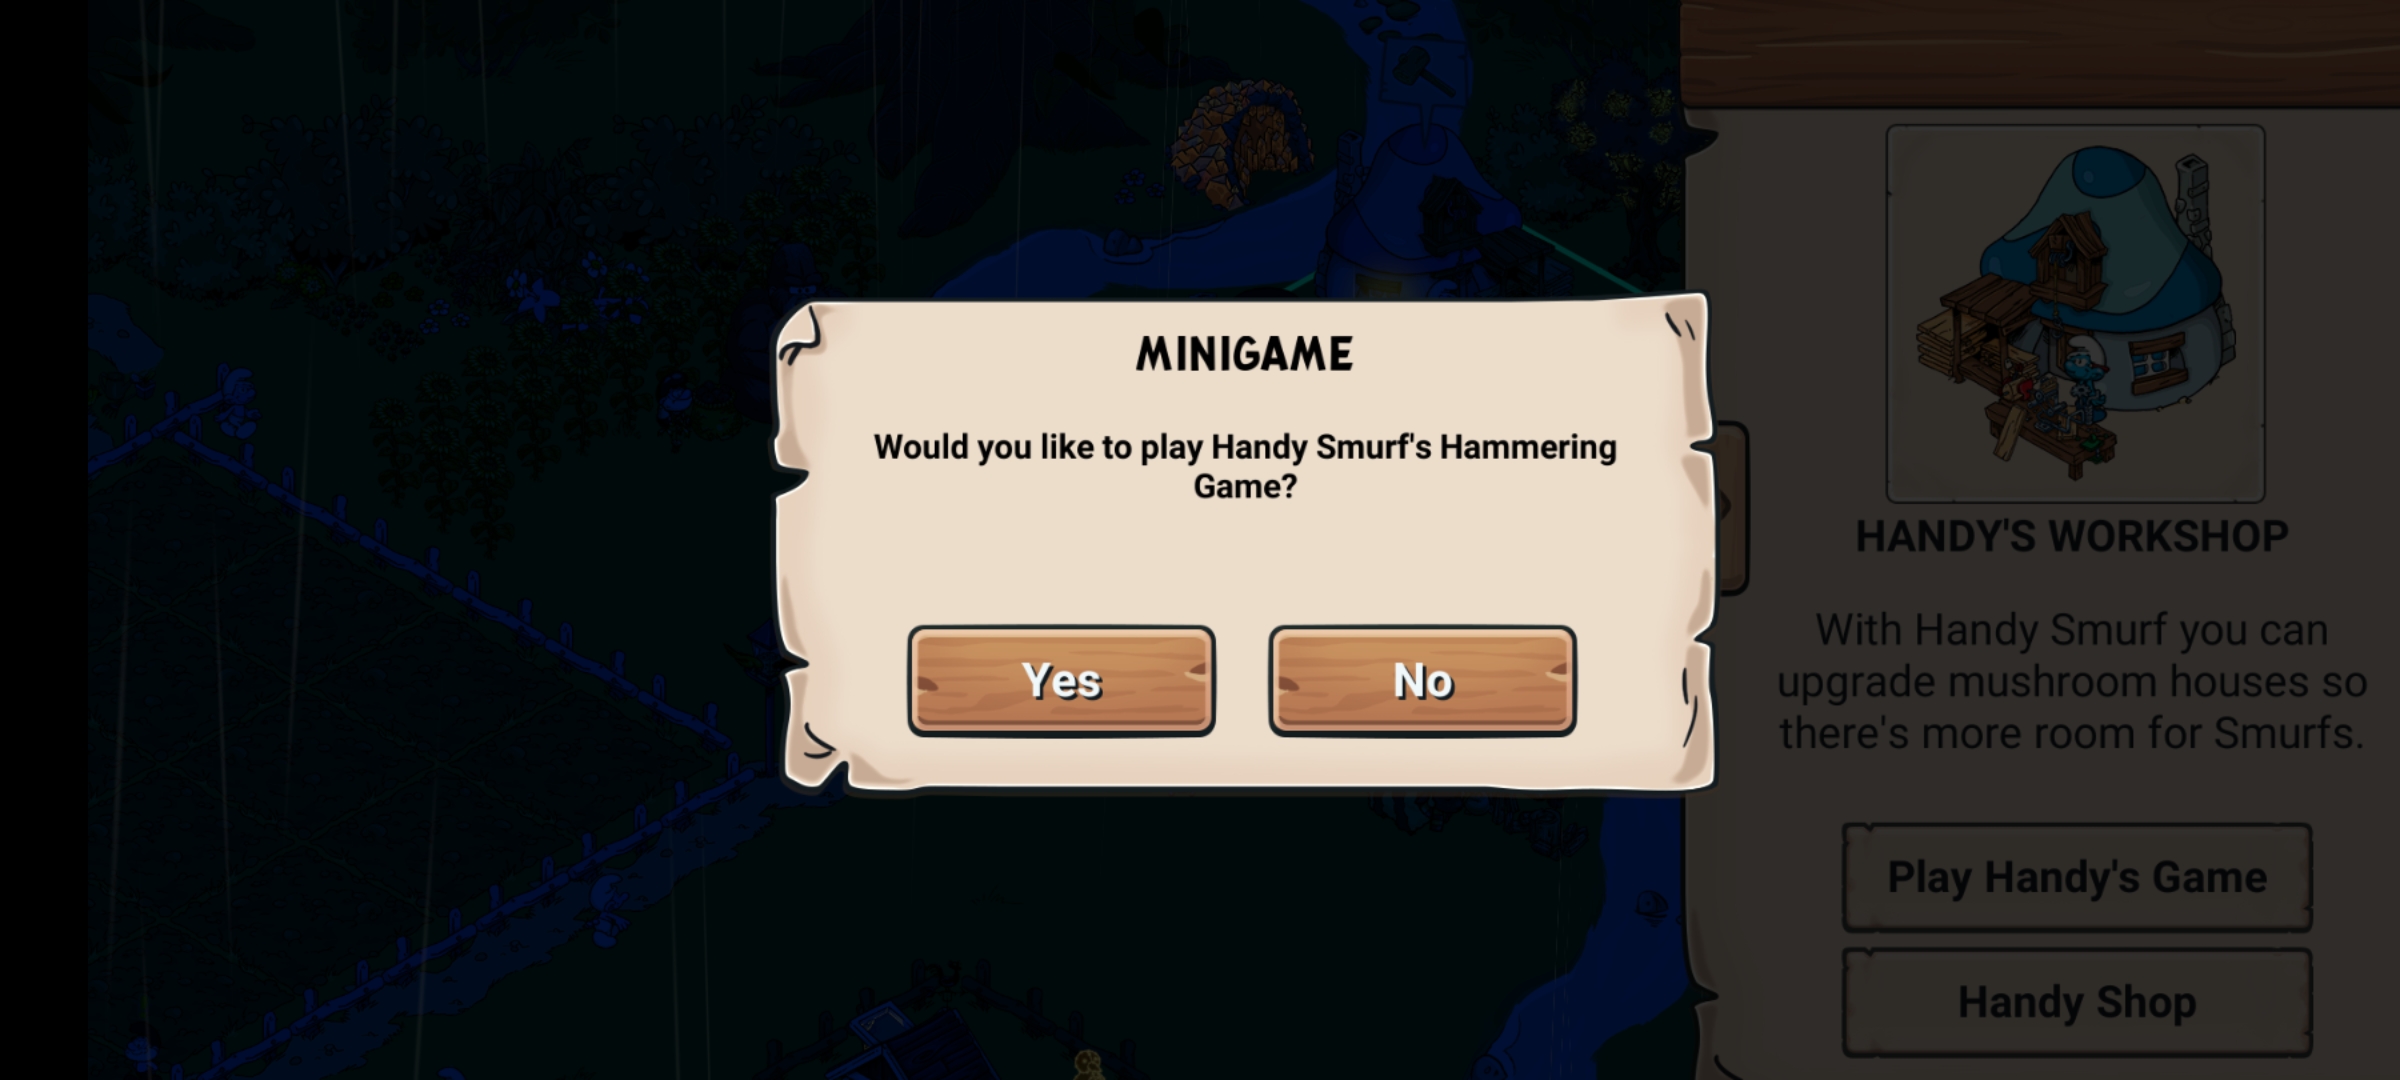 MINIGAME
Would you like to play Handy Smurf's Hammering
Game?
Yes
No
HANDY'S WORKSHOP
With Handy Smurf you can
upgrade mushroom houses so
there's more room for Smurfs.
Play Handy's Game
Handy Shop